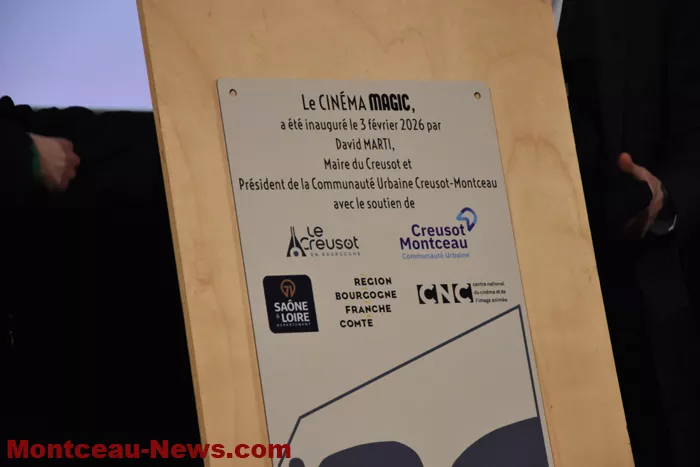 Le CINÉMA MAGIC,
a été inauguré le 3 février 2026 par
David MARTI,
Maire du Creusot et
Président de la Communauté Urbaine Creusot-Montceau
avec le soutien de
Le Creusot
EN BOURGOGNE
Creusot
Montceau
Communauté Urbaine
71
SAÔNE
& LOIRE
DÉPARTEMENT
REGION
BOURGOGNE
FRANCHE
COMTE
CNC
centre national
du cinéma et de
l'image animée
Montceau-News.com